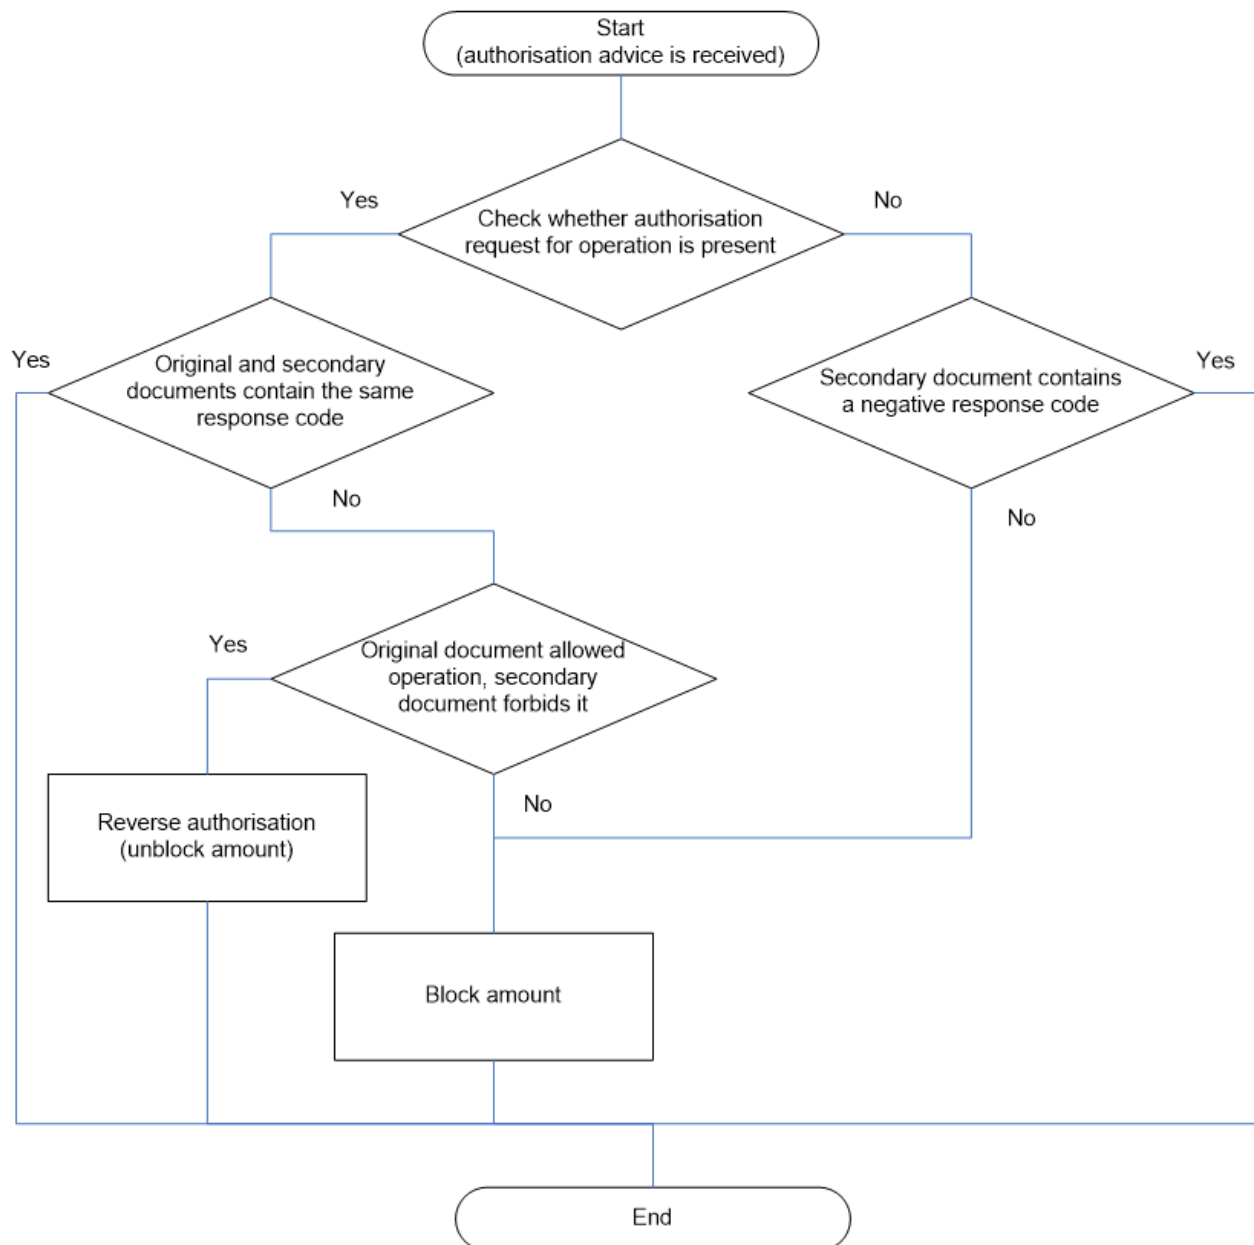 Start
(authorisation advice is received)
Yes
No
Check whether authorisation
request for operation is present
Yes
Original and secondary
documents contain the same
response code
Secondary document contains
a negative response code
Yes
No
No
Yes
Original document allowed
operation, secondary
document forbids it
No
Reverse authorisation
(unblock amount)
Block amount
End